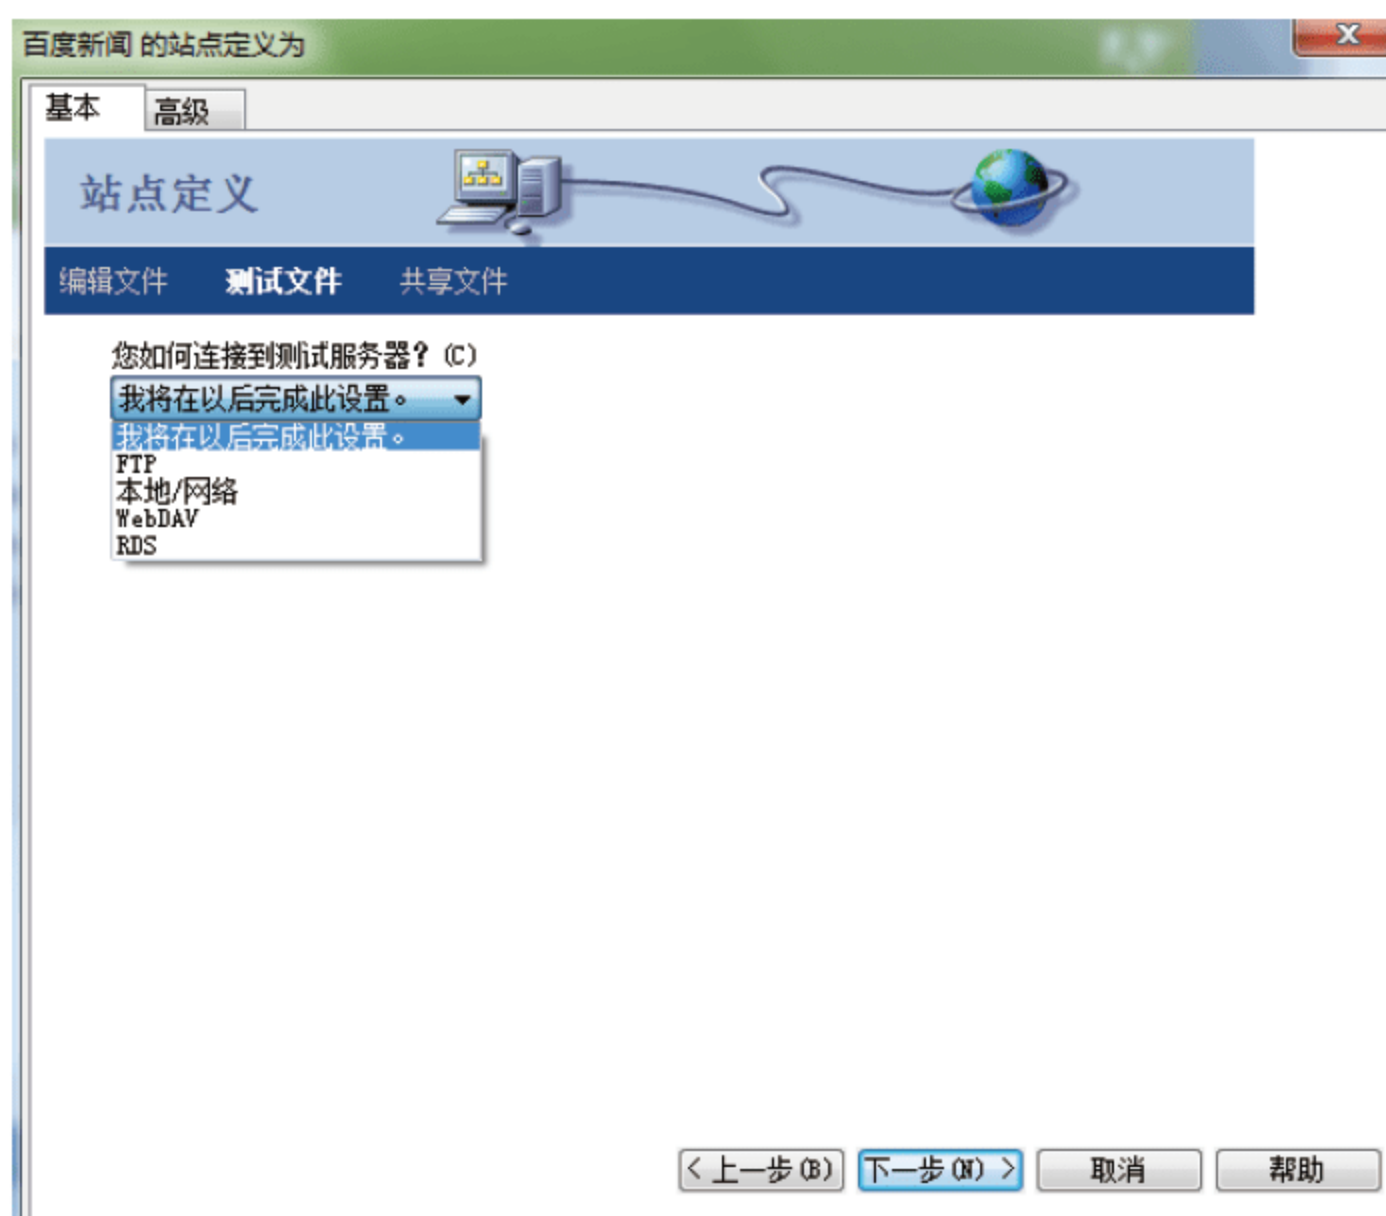 百度新闻 的站点定义为
基本 高级
站点定义
编辑文件 测试文件 共享文件
您如何连接到测试服务器？(C)
我将在以后完成此设置。
我将在以后完成此设置。
FTP
本地/网络
WebDAV
RDS
< 上一步(B) 下一步(N) > 取消 帮助